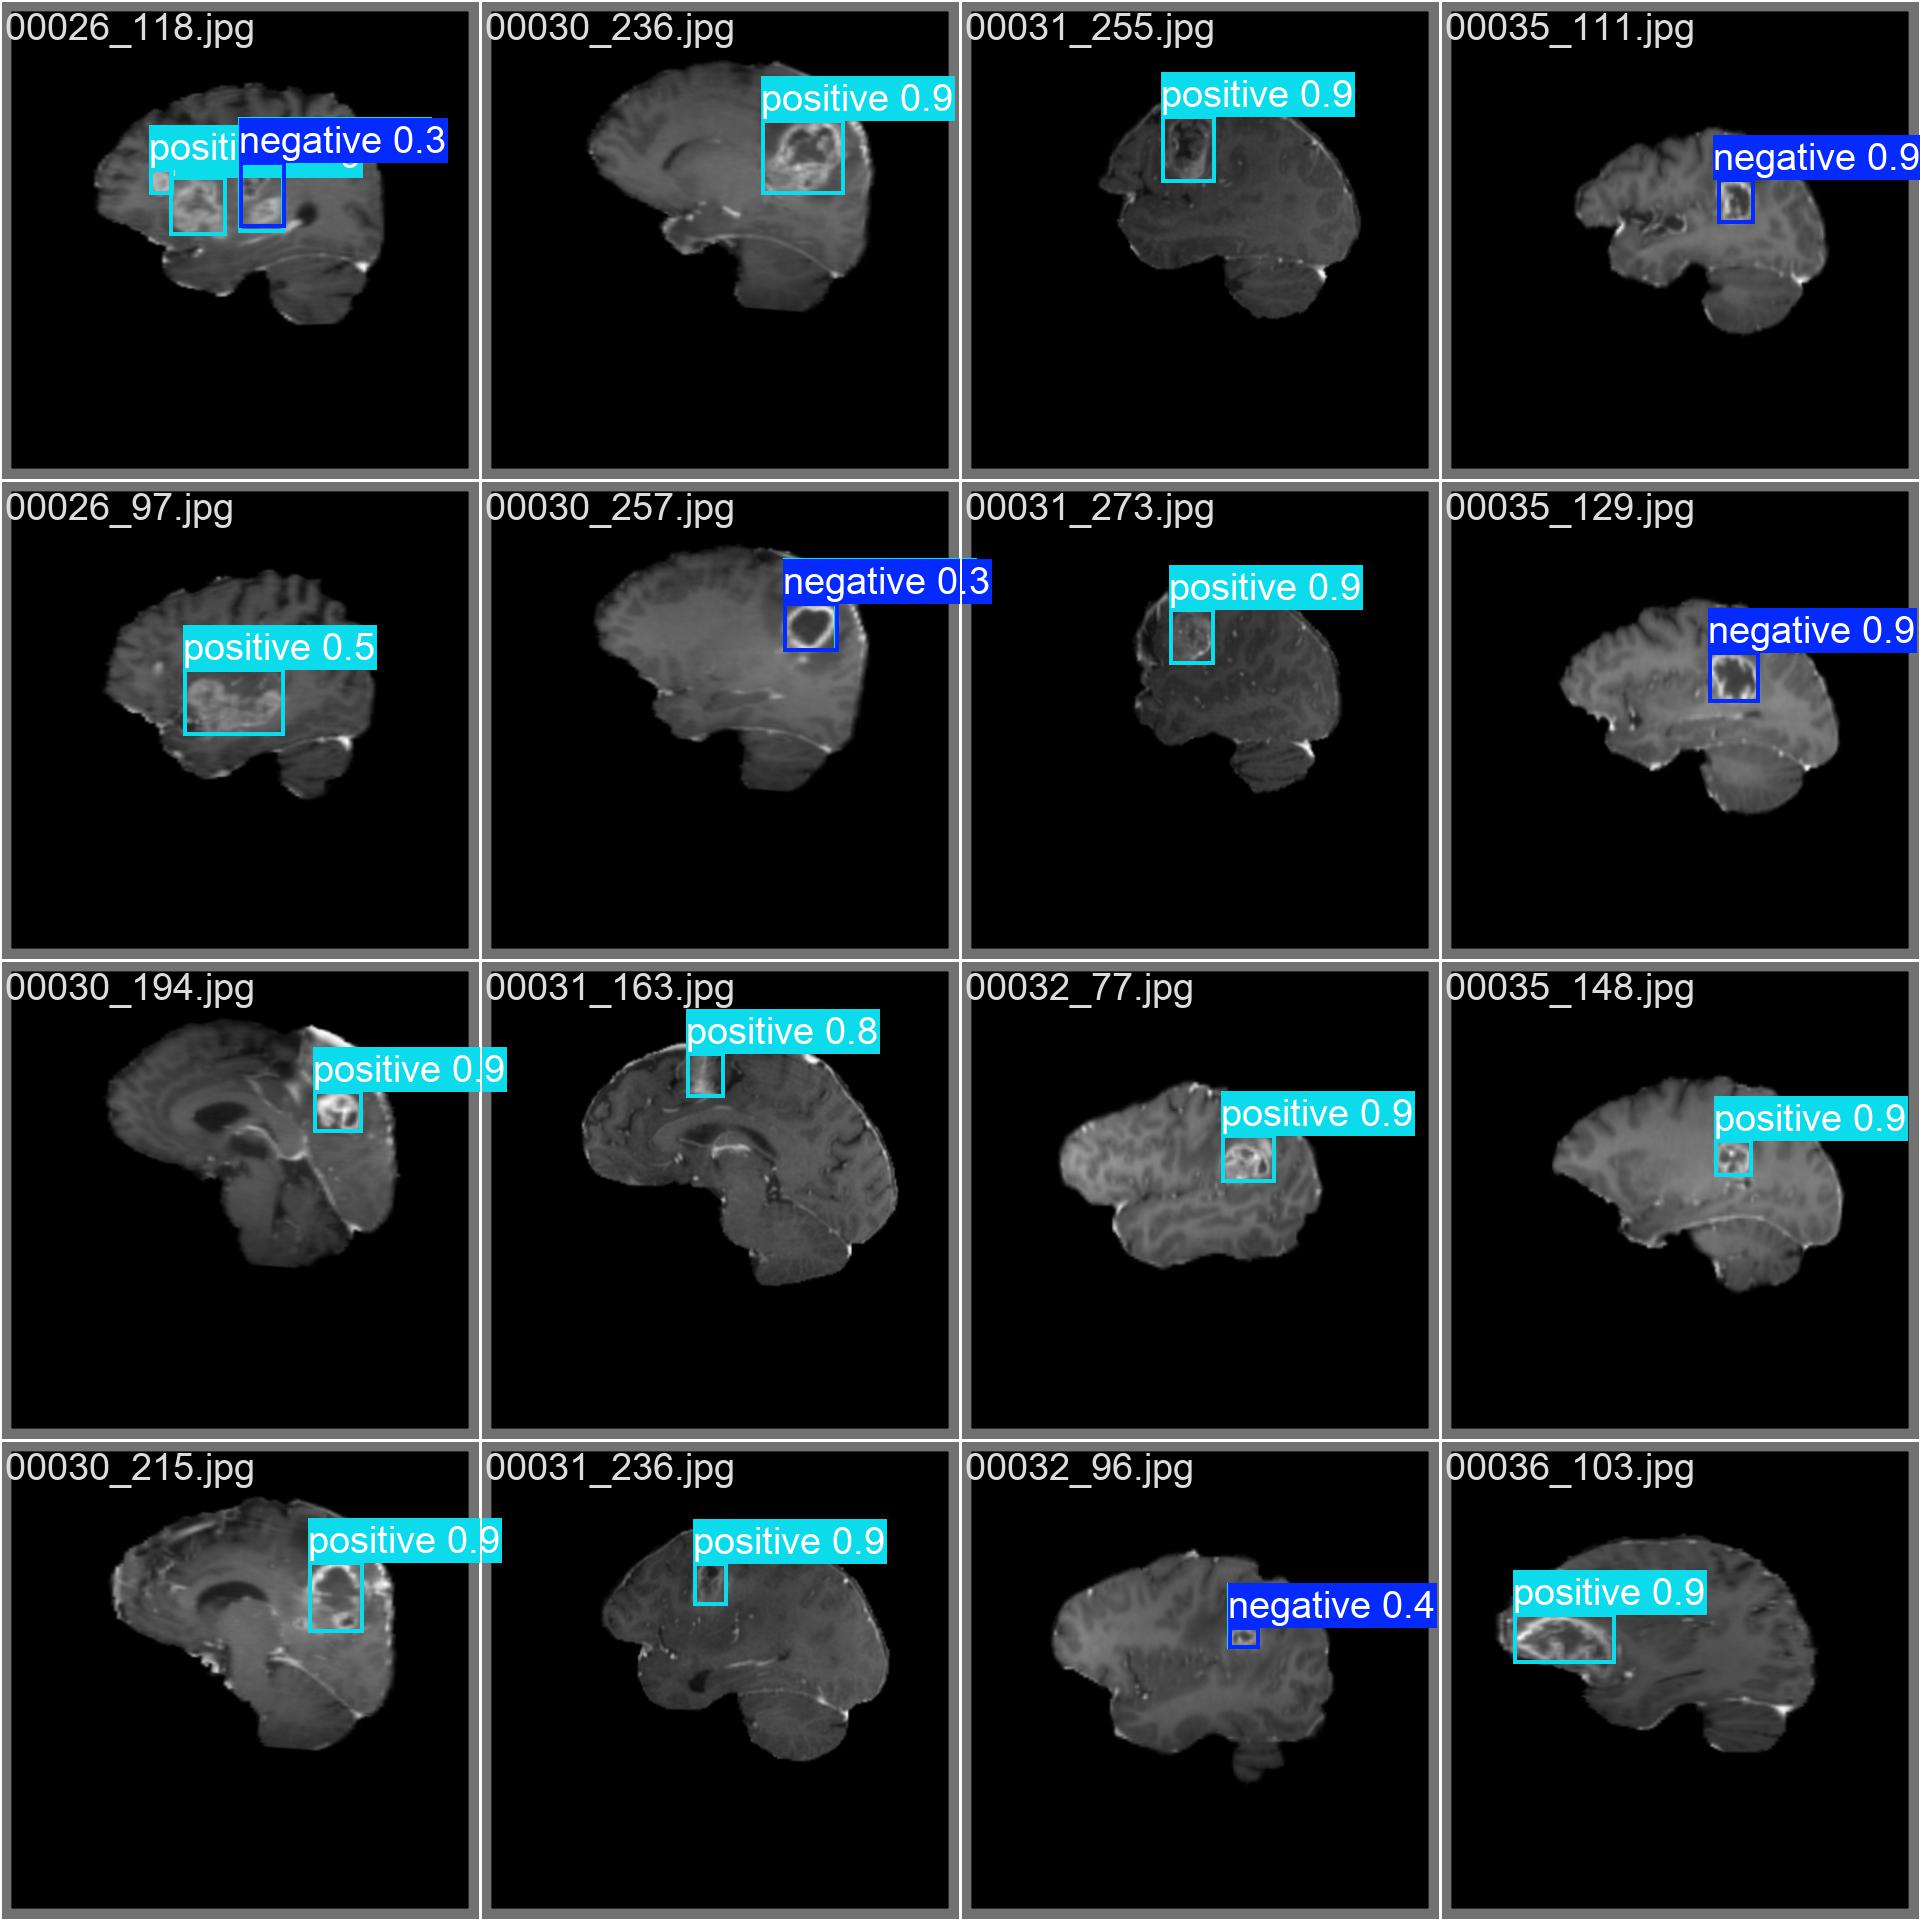 00026_118.jpg
positi
negative 0.3
00030_236.jpg
positive 0.9
00031_255.jpg
positive 0.9
00035_111.jpg
negative 0.9
00026_97.jpg
positive 0.5
00030_257.jpg
negative 0.3
00031_273.jpg
positive 0.9
00035_129.jpg
negative 0.9
00030_194.jpg
positive 0.9
00031_163.jpg
positive 0.8
00032_77.jpg
positive 0.9
00035_148.jpg
positive 0.9
00030_215.jpg
positive 0.9
00031_236.jpg
positive 0.9
00032_96.jpg
negative 0.4
00036_103.jpg
positive 0.9